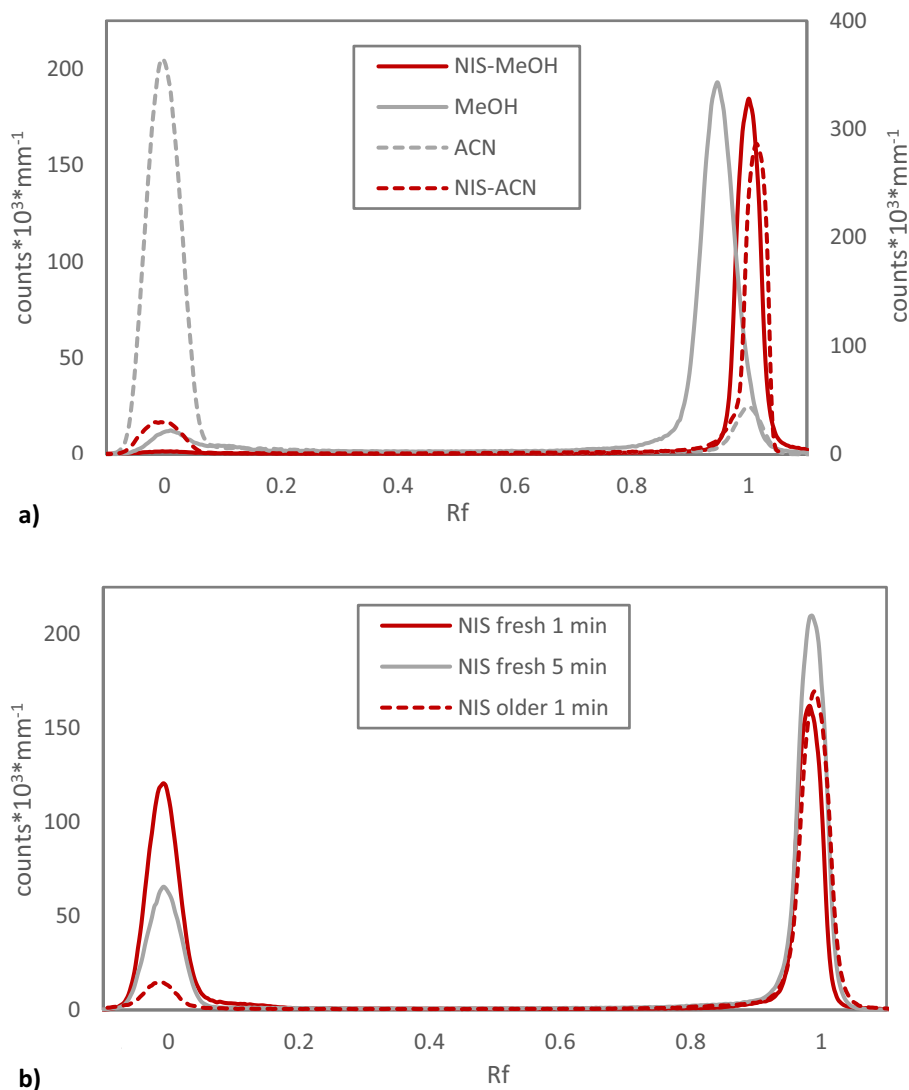 counts*10³*mm⁻¹
200
150
100
50
0
NIS-MeOH
MeOH
ACN
NIS-ACN
400
300
200
100
0
counts*10³*mm⁻¹
0 0.2 0.4 0.6 0.8 1
Rf
a)
counts*10³*mm⁻¹
200
150
100
50
0
NIS fresh 1 min
NIS fresh 5 min
NIS older 1 min
0 0.2 0.4 0.6 0.8 1
Rf
b)